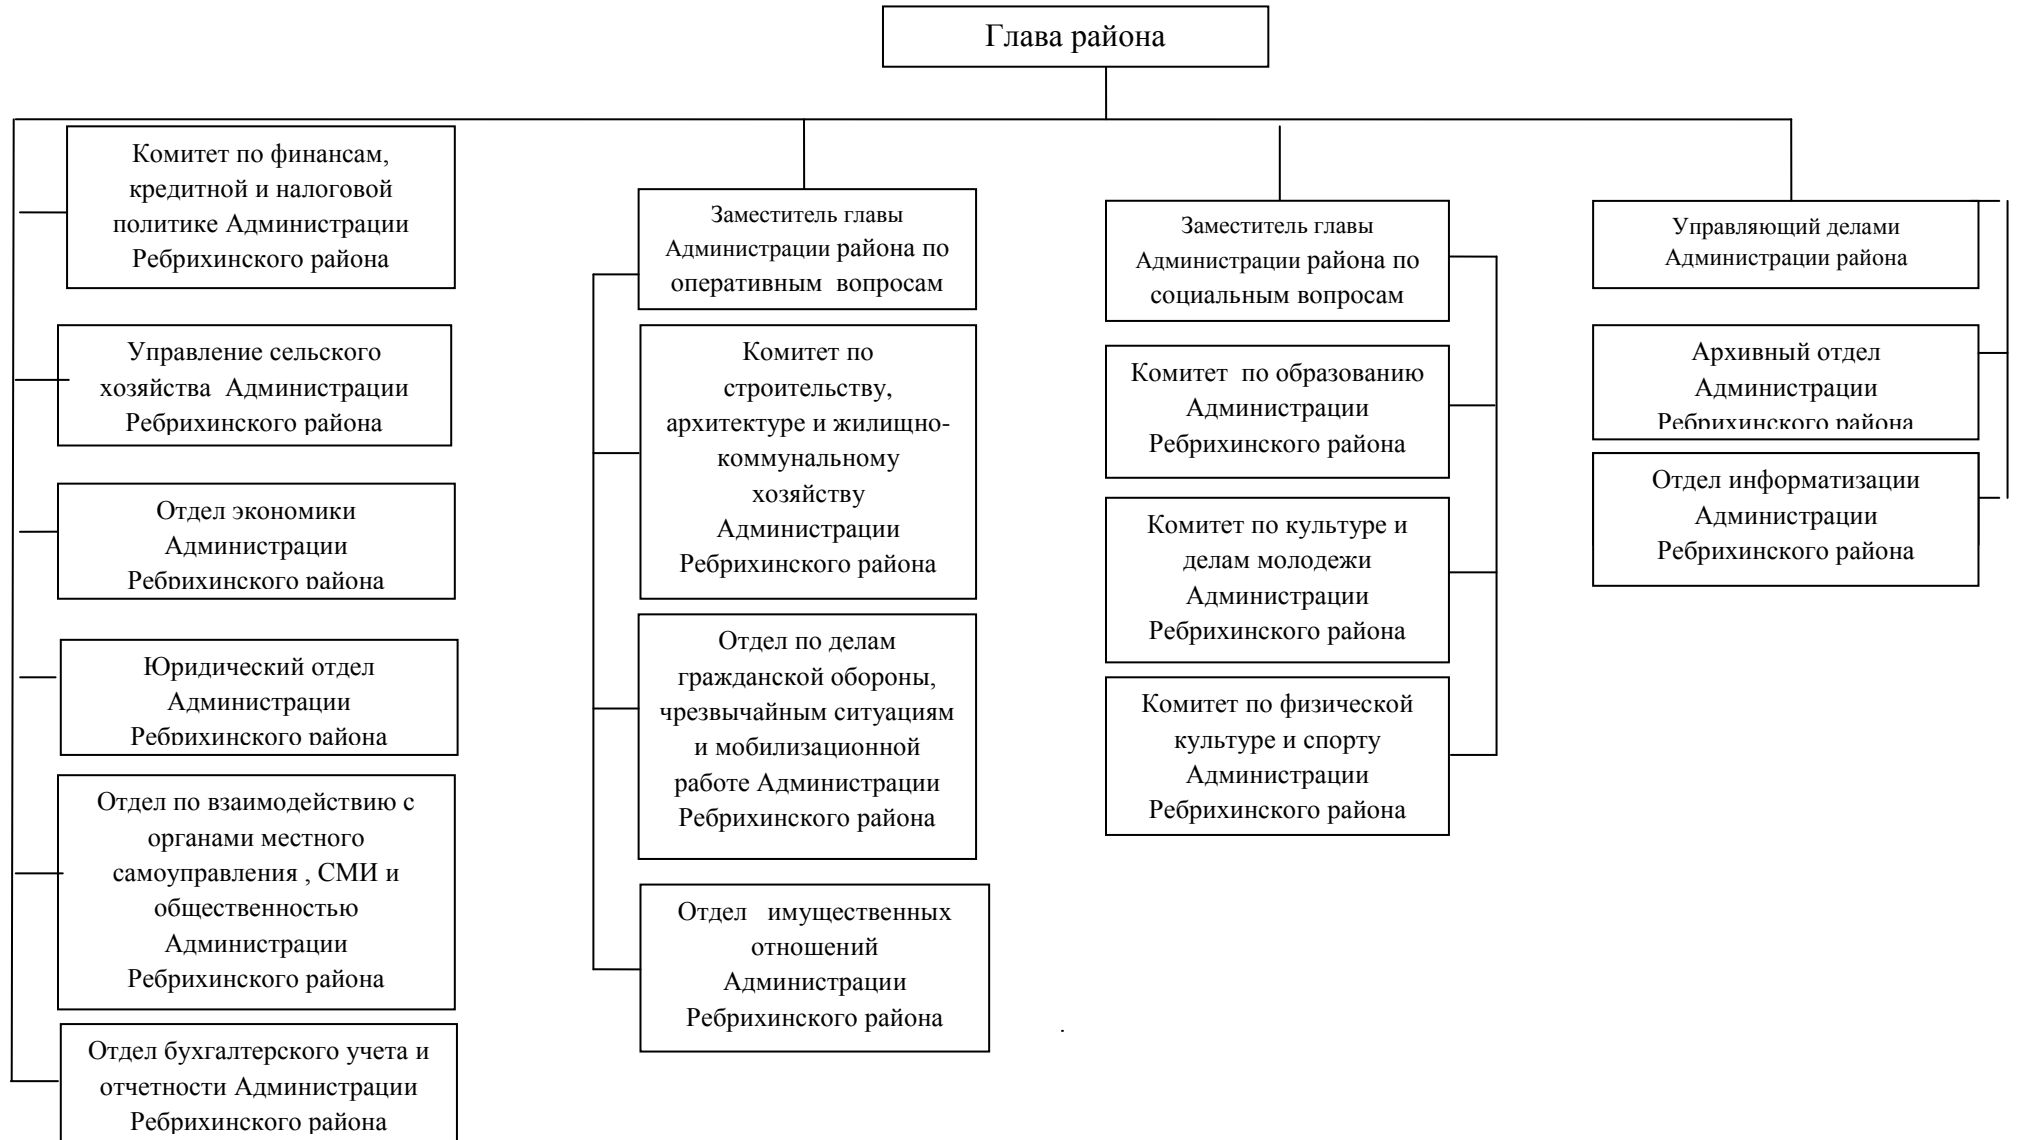 Глава района
Комитет по финансам,
кредитной и налоговой
политике Администрации
Ребрихинского района
Управление сельского
хозяйства Администрации
Ребрихинского района
Отдел экономики
Администрации
Ребрихинского района
Юридический отдел
Администрации
Ребрихинского района
Отдел по взаимодействию с
органами местного
самоуправления , СМИ и
общественностью
Администрации
Ребрихинского района
Отдел бухгалтерского учета и
отчетности Администрации
Ребрихинского района
Заместитель главы
Администрации района по
оперативным вопросам
Комитет по
строительству,
архитектуре и жилищно-
коммунальному
хозяйству
Администрации
Ребрихинского района
Отдел по делам
гражданской обороны,
чрезвычайным ситуациям
и мобилизационной
работе Администрации
Ребрихинского района
Отдел имущественных
отношений
Администрации
Ребрихинского района
Заместитель главы
Администрации района по
социальным вопросам
Комитет по образованию
Администрации
Ребрихинского района
Комитет по культуре и
делам молодежи
Администрации
Ребрихинского района
Комитет по физической
культуре и спорту
Администрации
Ребрихинского района
Управляющий делами
Администрации района
Архивный отдел
Администрации
Ребрихинского района
Отдел информатизации
Администрации
Ребрихинского района
.